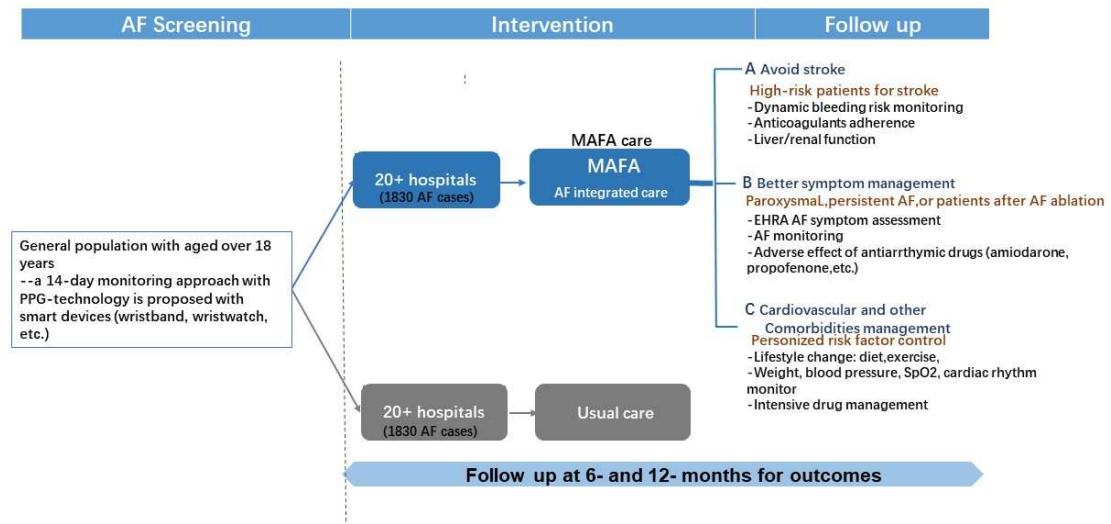 AF Screening
Intervention
Follow up
General population with aged over 18
years
--a 14-day monitoring approach with
PPG-technology is proposed with
smart devices (wristband, wristwatch,
etc.)
20+ hospitals
(1830 AF cases)
MAFA care
MAFA
AF integrated care
A Avoid stroke
High-risk patients for stroke
-Dynamic bleeding risk monitoring
-Anticoagulants adherence
-Liver/renal function
B Better symptom management
ParoxysmaL,persistent AF,or patients after AF ablation
-EHRA AF symptom assessment
-AF monitoring
-Adverse effect of antiarrthymic drugs (amiodarone,
propofenone,etc.)
C Cardiovascular and other
Comorbidities management
Personized risk factor control
-Lifestyle change: diet,exercise,
-Weight, blood pressure, SpO2, cardiac rhythm
monitor
-Intensive drug management
20+ hospitals
(1830 AF cases)
Usual care
Follow up at 6- and 12- months for outcomes